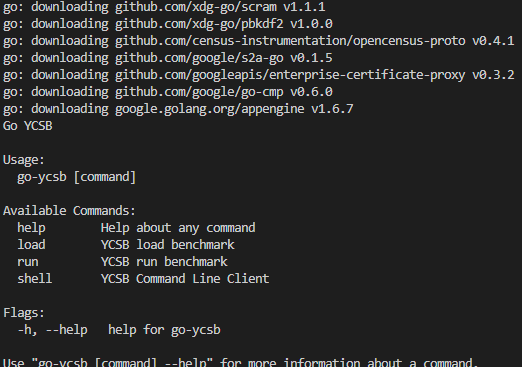 go: downloading github.com/xdg-go/scram v1.1.1
go: downloading github.com/xdg-go/pbkdf2 v1.0.0
go: downloading github.com/census-instrumentation/opencensus-proto v0.4.1
go: downloading github.com/google/s2a-go v0.1.5
go: downloading github.com/googleapis/enterprise-certificate-proxy v0.3.2
go: downloading github.com/google/go-cmp v0.6.0
go: downloading google.golang.org/appengine v1.6.7
Go YCSB
Usage:
go-ycsb [command]
Available Commands:
help Help about any command
load YCSB load benchmark
run YCSB run benchmark
shell YCSB Command Line Client
Flags:
-h, --help help for go-ycsb
Use "go-ycsb [command] --help" for more information about a command.